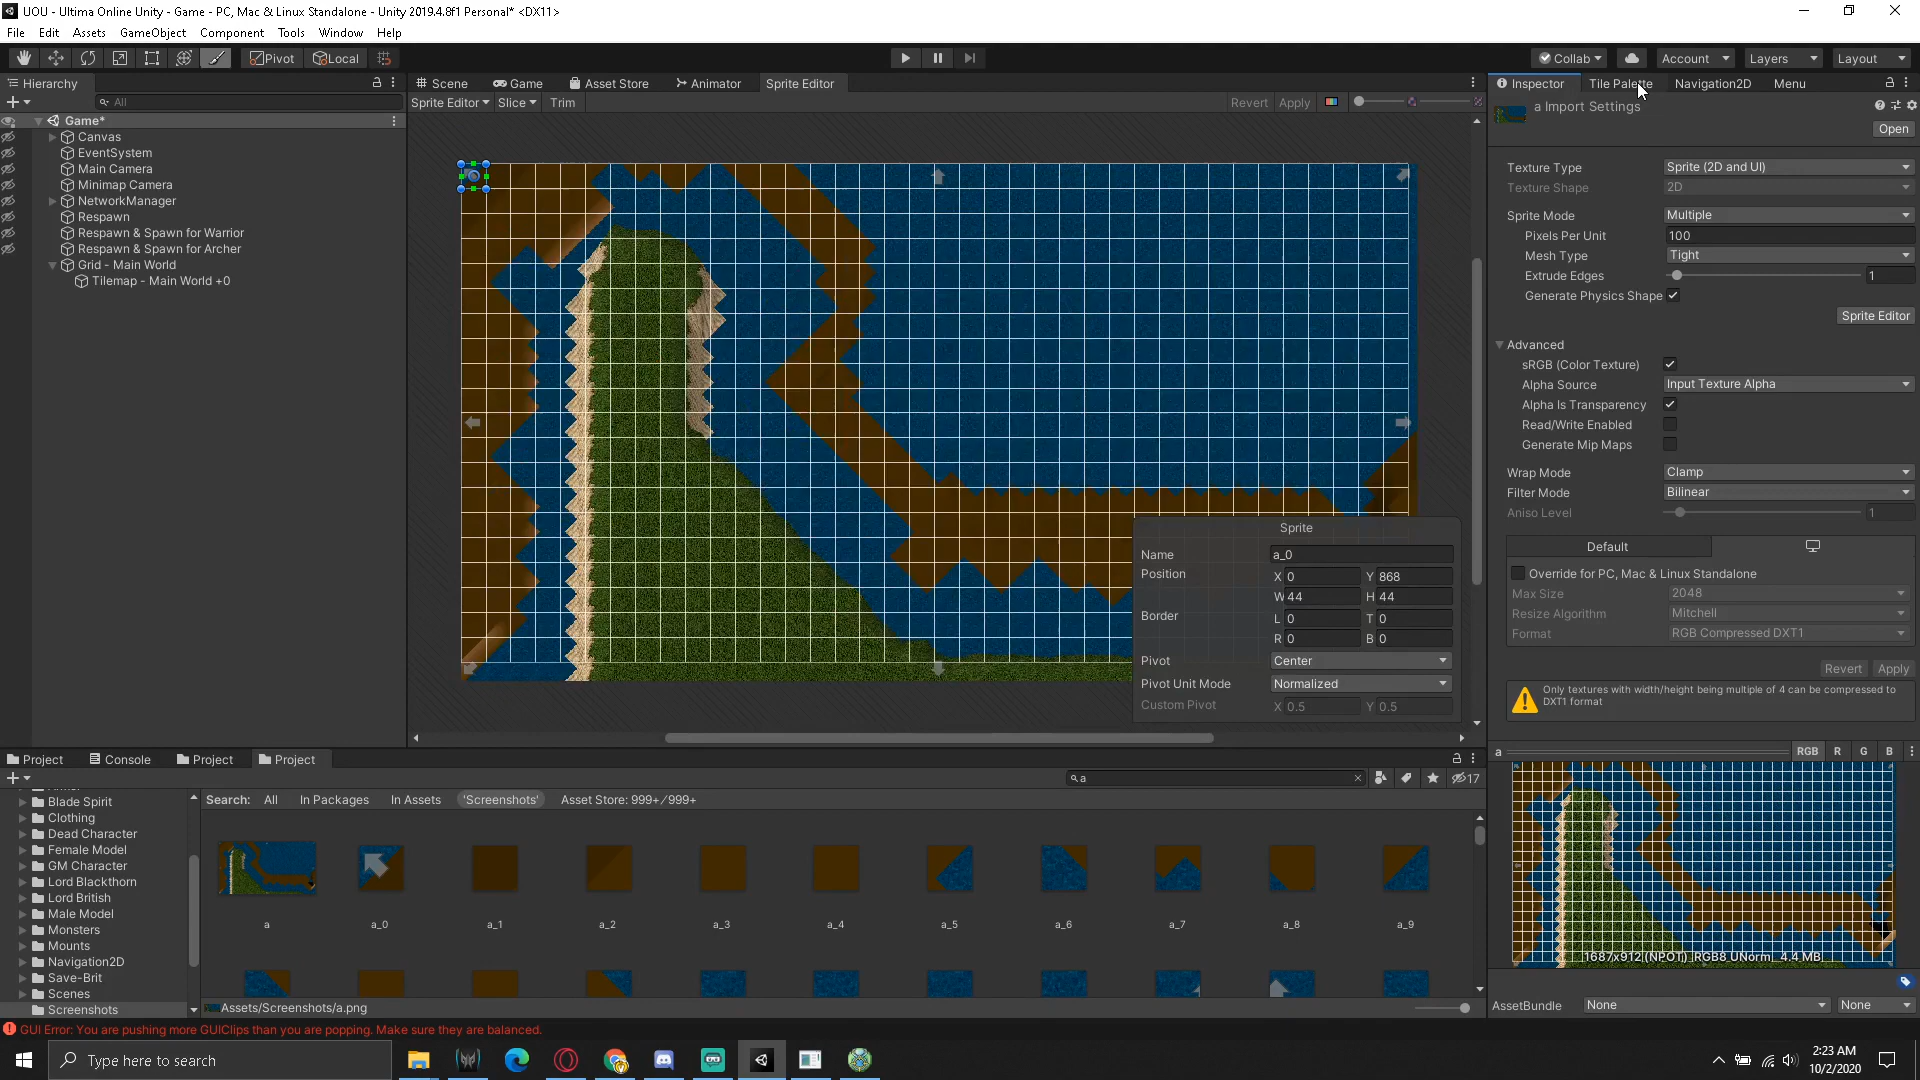 UOU - Ultima Online Unity - Game - PC, Mac & Linux Standalone - Unity 2019.4.8f1 Personal* <DX11>
File Edit Assets GameObject Component Tools Window Help
Pivot Local Collab Account Layers Layout
Hierarchy
All
Game*
Canvas
EventSystem
Main Camera
Minimap Camera
NetworkManager
Respawn
Respawn & Spawn for Warrior
Respawn & Spawn for Archer
Grid - Main World
Tilemap - Main World +0
Scene Game Asset Store Animator Sprite Editor
Sprite Editor Slice Trim Revert Apply
Sprite
Name a_0
Position X 0 Y 868
W 44 H 44
Border L 0 T 0
R 0 B 0
Pivot Center
Pivot Unit Mode Normalized
Custom Pivot X 0.5 Y 0.5
Inspector Tile Palette Navigation2D Menu
a Import Settings
Open
Texture Type Sprite (2D and UI)
Texture Shape 2D
Sprite Mode Multiple
Pixels Per Unit 100
Mesh Type Tight
Extrude Edges 1
Generate Physics Shape
Sprite Editor
Advanced
sRGB (Color Texture)
Alpha Source Input Texture Alpha
Alpha Is Transparency
Read/Write Enabled
Generate Mip Maps
Wrap Mode Clamp
Filter Mode Bilinear
Aniso Level 1
Default
Override for PC, Mac & Linux Standalone
Max Size 2048
Resize Algorithm Mitchell
Format RGB Compressed DXT1
Revert Apply
Only textures with width/height being multiple of 4 can be compressed to
DXT1 format
a RGB R G B
1687x912 (NPOT) RGB8 UNorm 4.4 MB
AssetBundle None None
Project Console Project Project
a 17
Search: All In Packages In Assets 'Screenshots' Asset Store: 999+/999+
Blade Spirit
Clothing
Dead Character
Female Model
GM Character
Lord Blackthorn
Lord British
Male Model
Monsters
Mounts
Navigation2D
Save-Brit
Scenes
Screenshots
a a_0 a_1 a_2 a_3 a_4 a_5 a_6 a_7 a_8 a_9
Assets/Screenshots/a.png
GUI Error: You are pushing more GUIClips than you are popping. Make sure they are balanced.
Type here to search
2:23 AM
10/2/2020